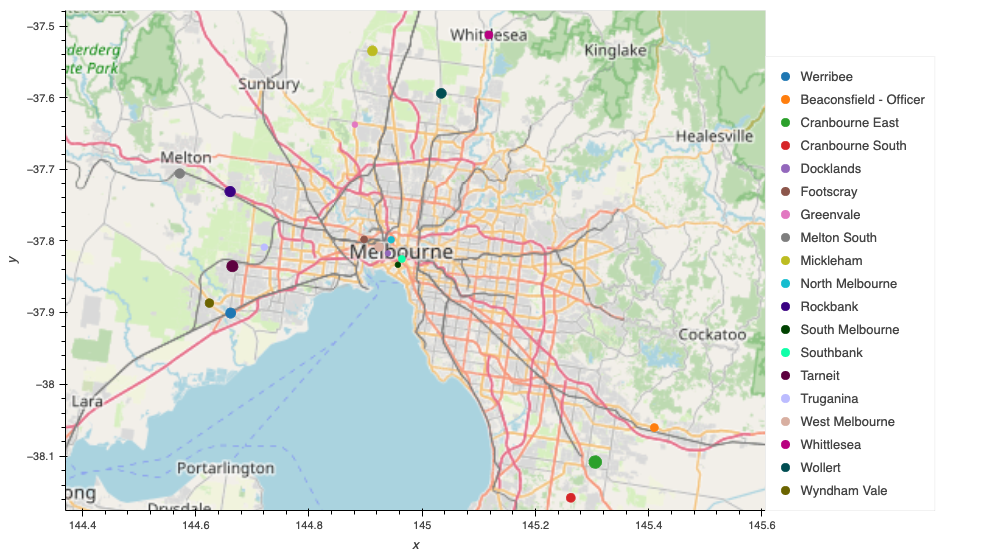 −37.5
−37.6
−37.7
−37.8
−37.9
−38
−38.1
y
144.4
144.6
144.8
145
145.2
145.4
145.6
x
derderg
ate Park
Sunbury
Whittlesea
Kinglake
Healesville
Melton
Melbourne
Cockatoo
Lara
Portarlington
ong
Drysdale
Werribee
Beaconsfield - Officer
Cranbourne East
Cranbourne South
Docklands
Footscray
Greenvale
Melton South
Mickleham
North Melbourne
Rockbank
South Melbourne
Southbank
Tarneit
Truganina
West Melbourne
Whittlesea
Wollert
Wyndham Vale